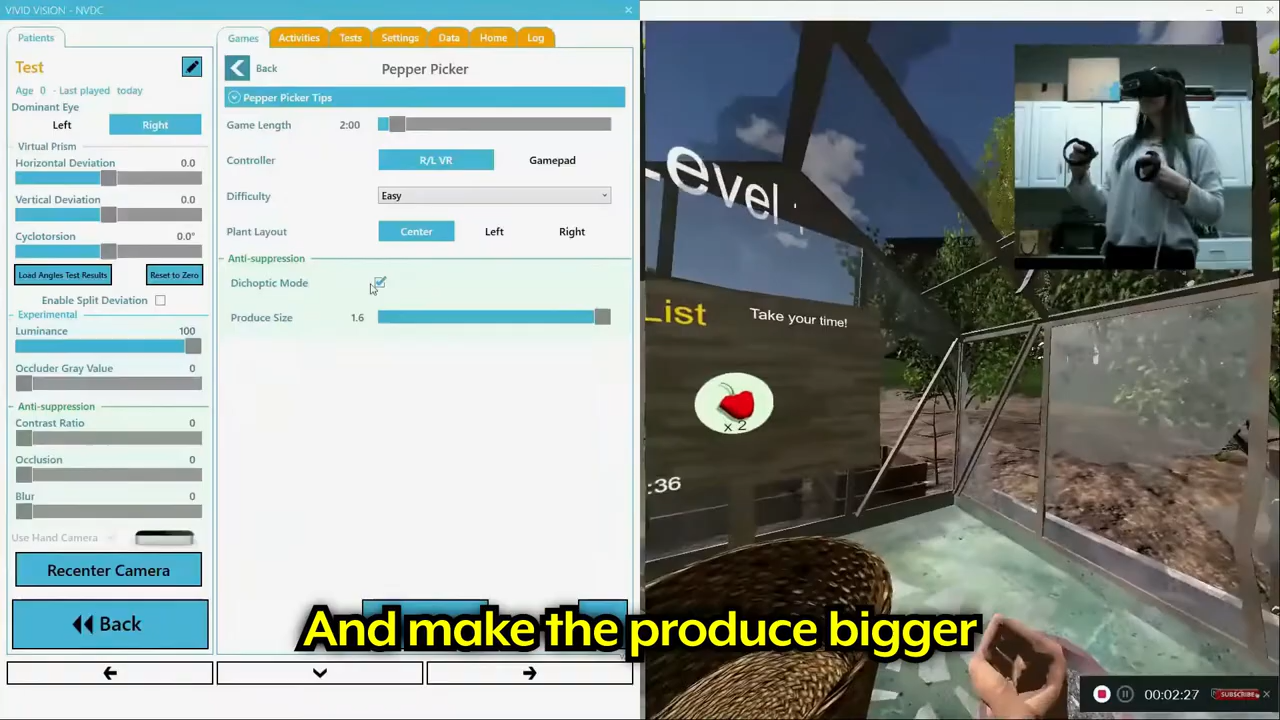 VIVID VISION - NVDC
Patients
Test
Age 0 - Last played today
Dominant Eye
Left Right
Virtual Prism
Horizontal Deviation 0.0
Vertical Deviation 0.0
Cyclotorsion 0.0°
Load Angles Test Results Reset to Zero
Enable Split Deviation
Experimental
Luminance 100
Occluder Gray Value 0
Anti-suppression
Contrast Ratio 0
Occlusion 0
Blur 0
Use Hand Camera
Recenter Camera
Back
Games Activities Tests Settings Data Home Log
Back Pepper Picker
Pepper Picker Tips
Game Length 2:00
Controller R/L VR Gamepad
Difficulty Easy
Plant Layout Center Left Right
Anti-suppression
Dichoptic Mode
Produce Size 1.6
Level
List Take your time!
x 2
:36
And make the produce bigger
00:02:27 SUBSCRIBE